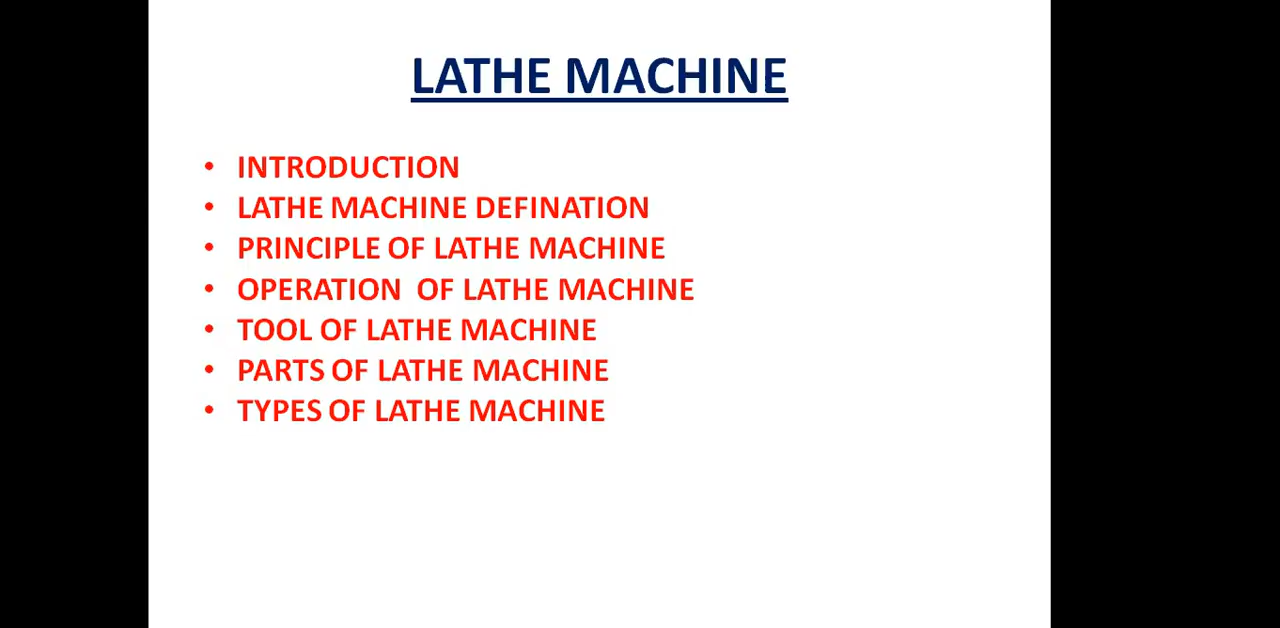 LATHE MACHINE
• INTRODUCTION
• LATHE MACHINE DEFINATION
• PRINCIPLE OF LATHE MACHINE
• OPERATION  OF LATHE MACHINE
• TOOL OF LATHE MACHINE
• PARTS OF LATHE MACHINE
• TYPES OF LATHE MACHINE